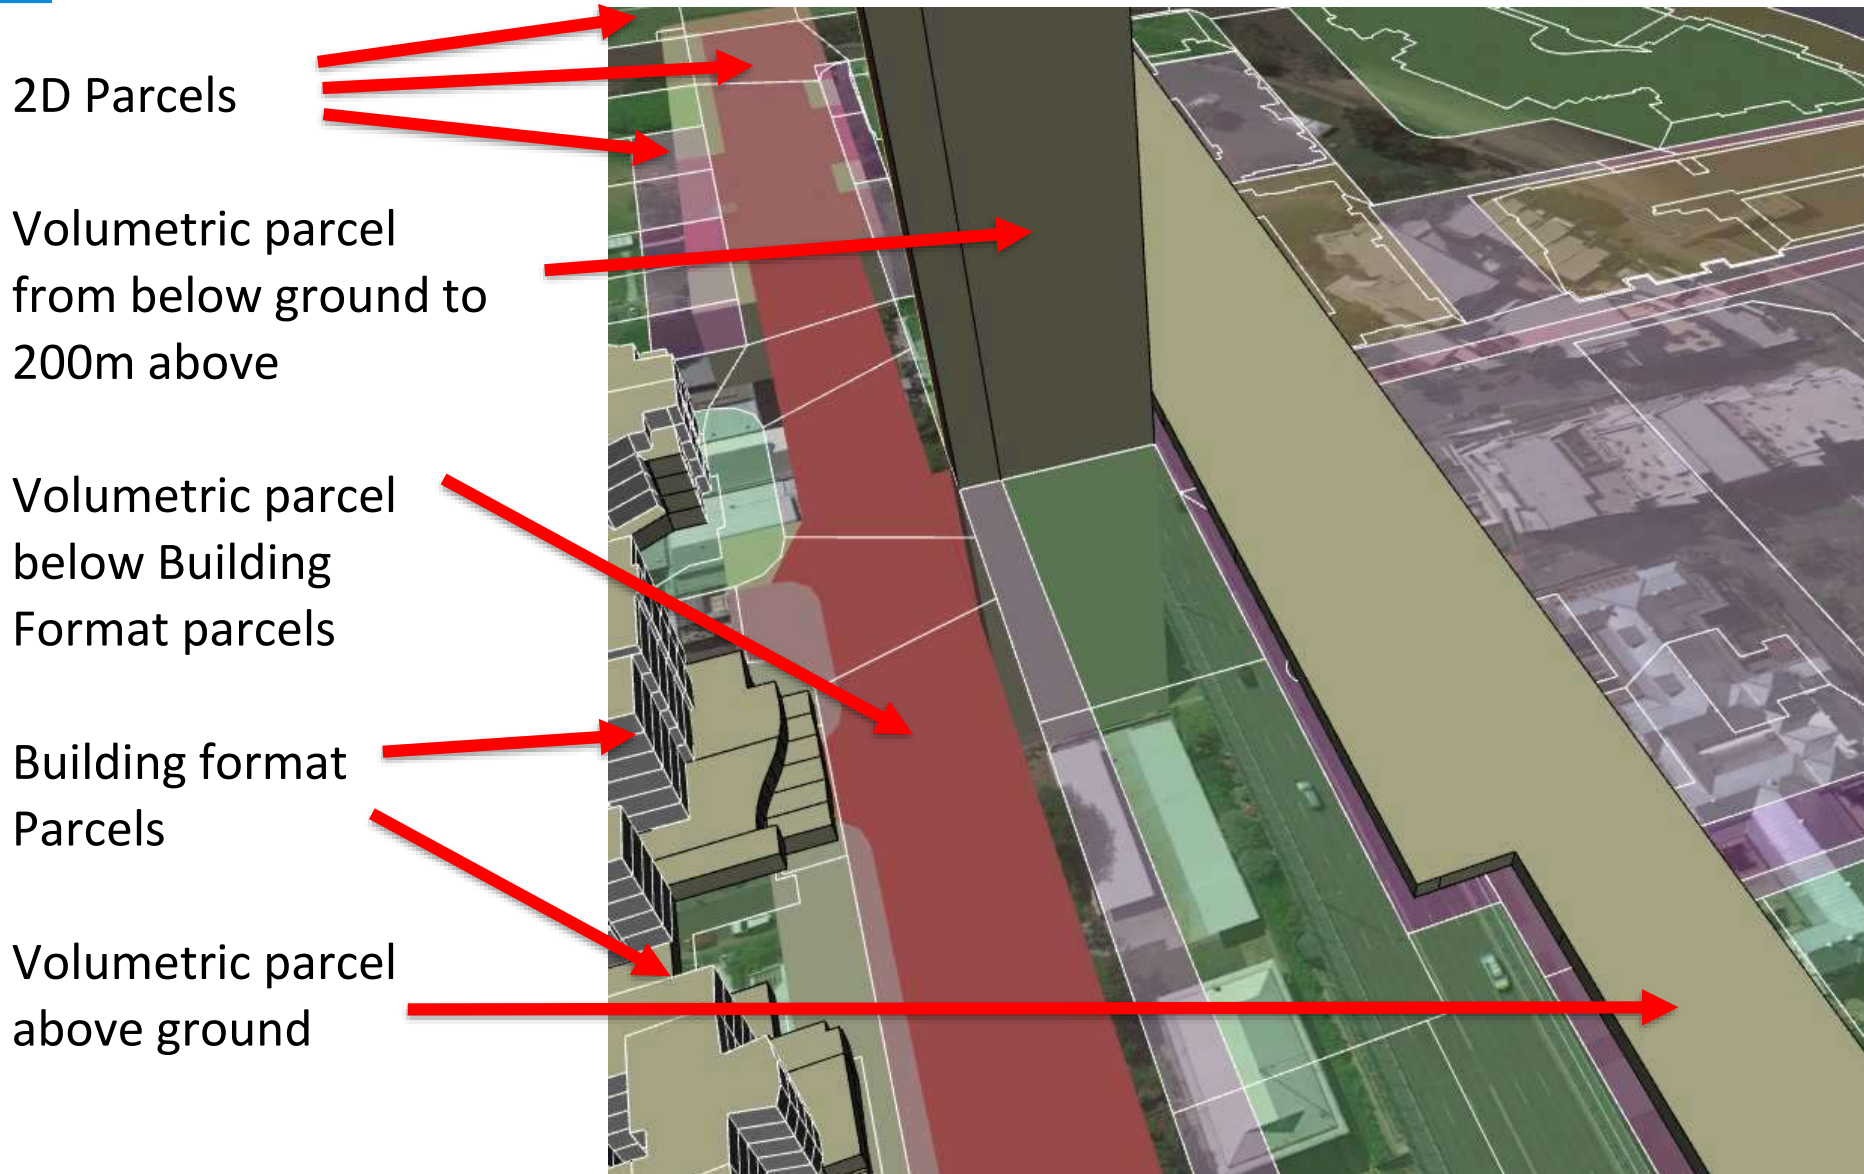 2D Parcels
Volumetric parcel
from below ground to
200m above
Volumetric parcel
below Building
Format parcels
Building format
Parcels
Volumetric parcel
above ground